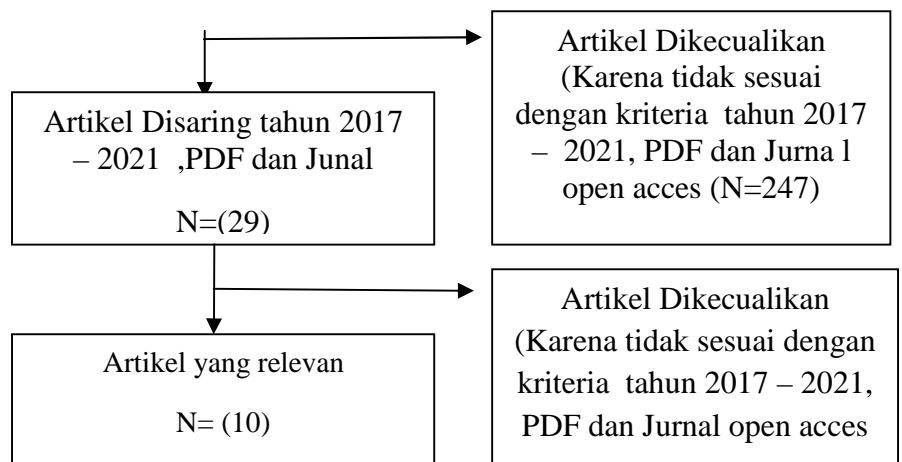 Artikel Dikecualikan
(Karena tidak sesuai
dengan kriteria tahun 2017
– 2021, PDF dan Jurna l
open acces (N=247)
Artikel Disaring tahun 2017
– 2021 ,PDF dan Junal
N=(29)
Artikel Dikecualikan
(Karena tidak sesuai dengan
kriteria tahun 2017 – 2021,
PDF dan Jurnal open acces
Artikel yang relevan
N= (10)